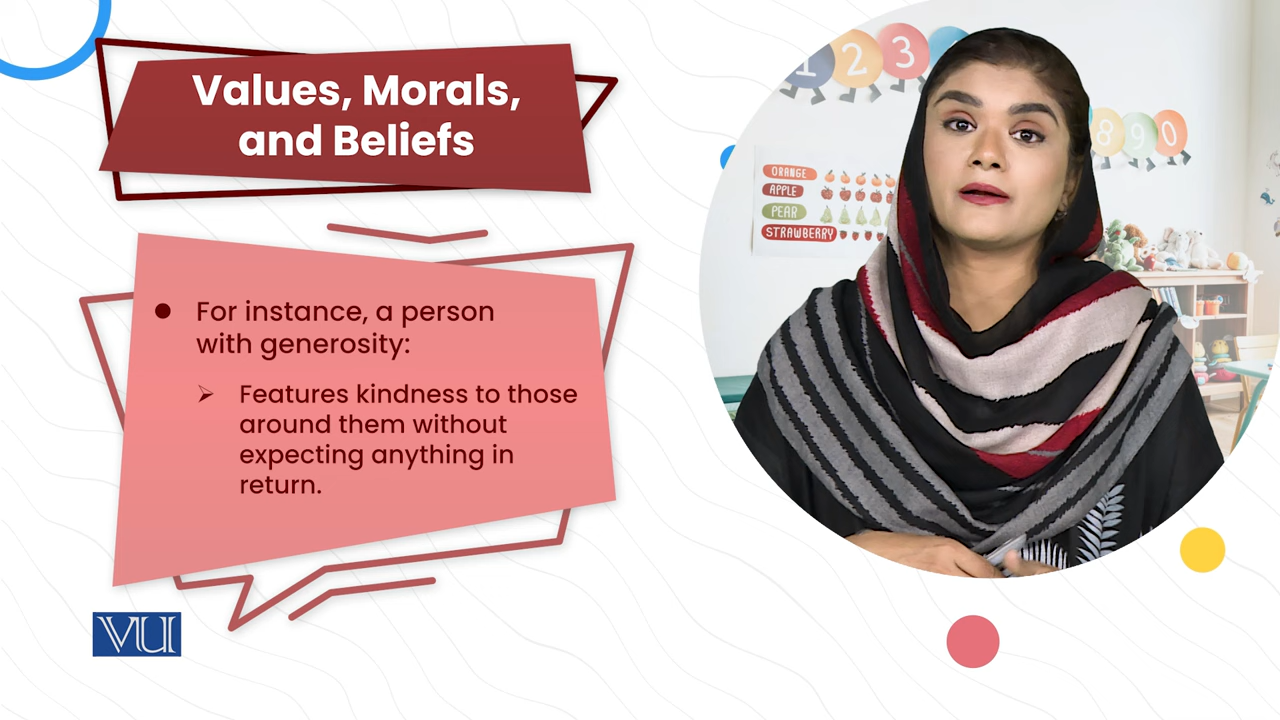 Values, Morals,
and Beliefs
For instance, a person
with generosity:
Features kindness to those
around them without
expecting anything in
return.
VU
1 2 3
8 9 0
ORANGE
APPLE
PEAR
STRAWBERRY